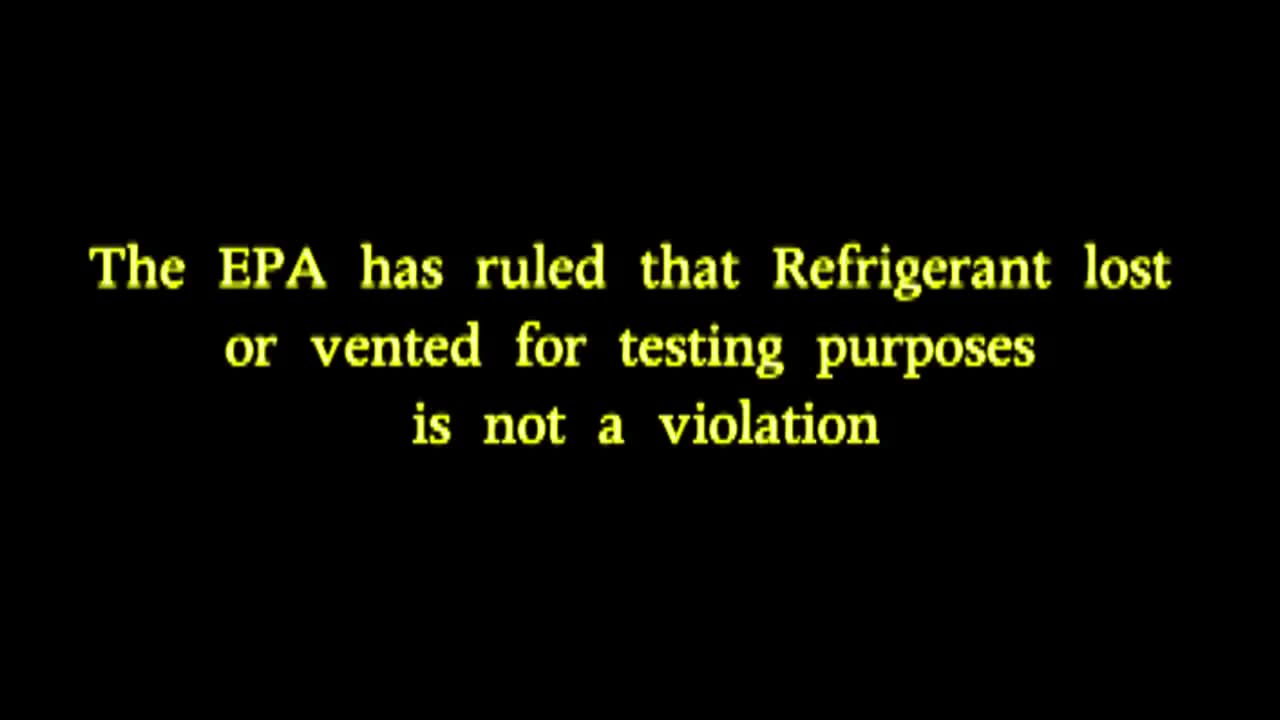 The EPA has ruled that Refrigerant lost
or vented for testing purposes
is not a violation